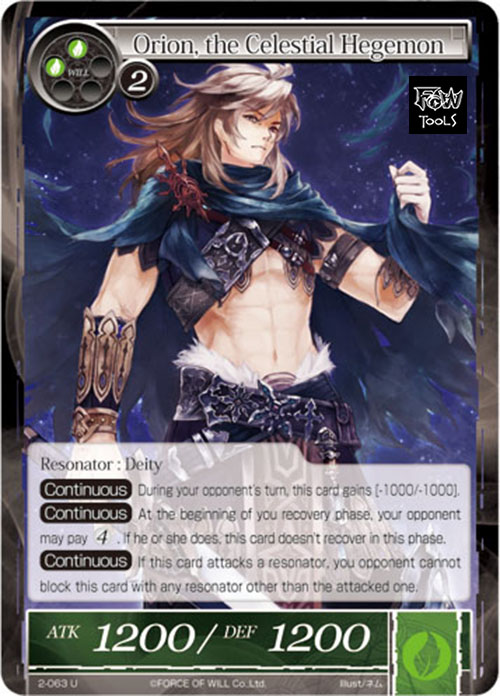 Orion, the Celestial Hegemon
WILL
2
FOW
TOOLS
Resonator : Deity
Continuous During your opponent's turn, this card gains [-1000/-1000].
Continuous At the beginning of you recovery phase, your opponent
may pay 4 . If he or she does, this card doesn't recover in this phase.
Continuous If this card attacks a resonator, you opponent cannot
block this card with any resonator other than the attacked one.
ATK 1200/ DEF 1200
2-063 U ©FORCE OF WILL Co.,Ltd. Illust/ネム